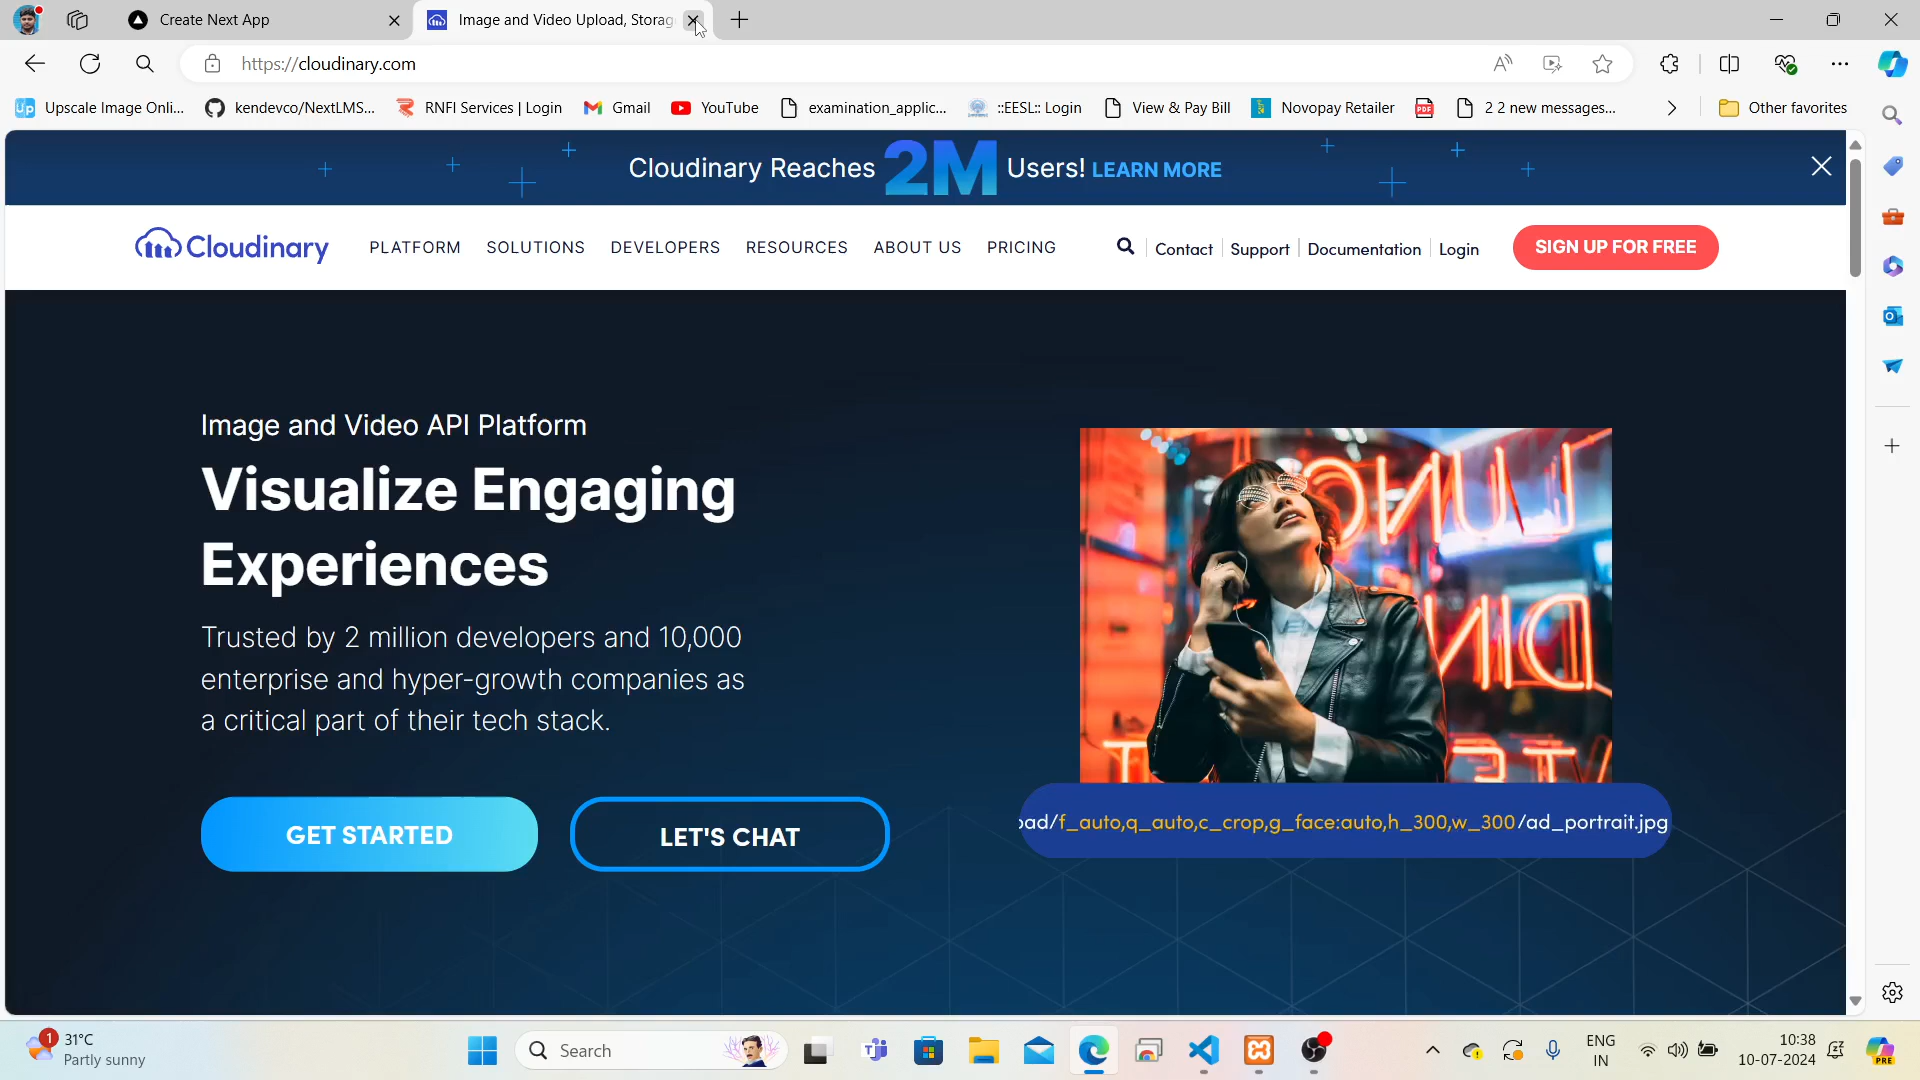 Create Next App
Image and Video Upload, Storag
https://cloudinary.com
Upscale Image Onli...
kendevco/NextLMS...
RNFI Services | Login
Gmail
YouTube
examination_applic...
::EESL:: Login
View & Pay Bill
Novopay Retailer
2 2 new messages...
Other favorites
Cloudinary Reaches 2M Users! LEARN MORE
Cloudinary
PLATFORM
SOLUTIONS
DEVELOPERS
RESOURCES
ABOUT US
PRICING
Contact
Support
Documentation
Login
SIGN UP FOR FREE
Image and Video API Platform
Visualize Engaging
Experiences
Trusted by 2 million developers and 10,000
enterprise and hyper-growth companies as
a critical part of their tech stack.
GET STARTED
LET'S CHAT
oad/f_auto,q_auto,c_crop,g_face:auto,h_300,w_300/ad_portrait.jpg
1
31°C
Partly sunny
Search
ENG
IN
10:38
10-07-2024
PRE